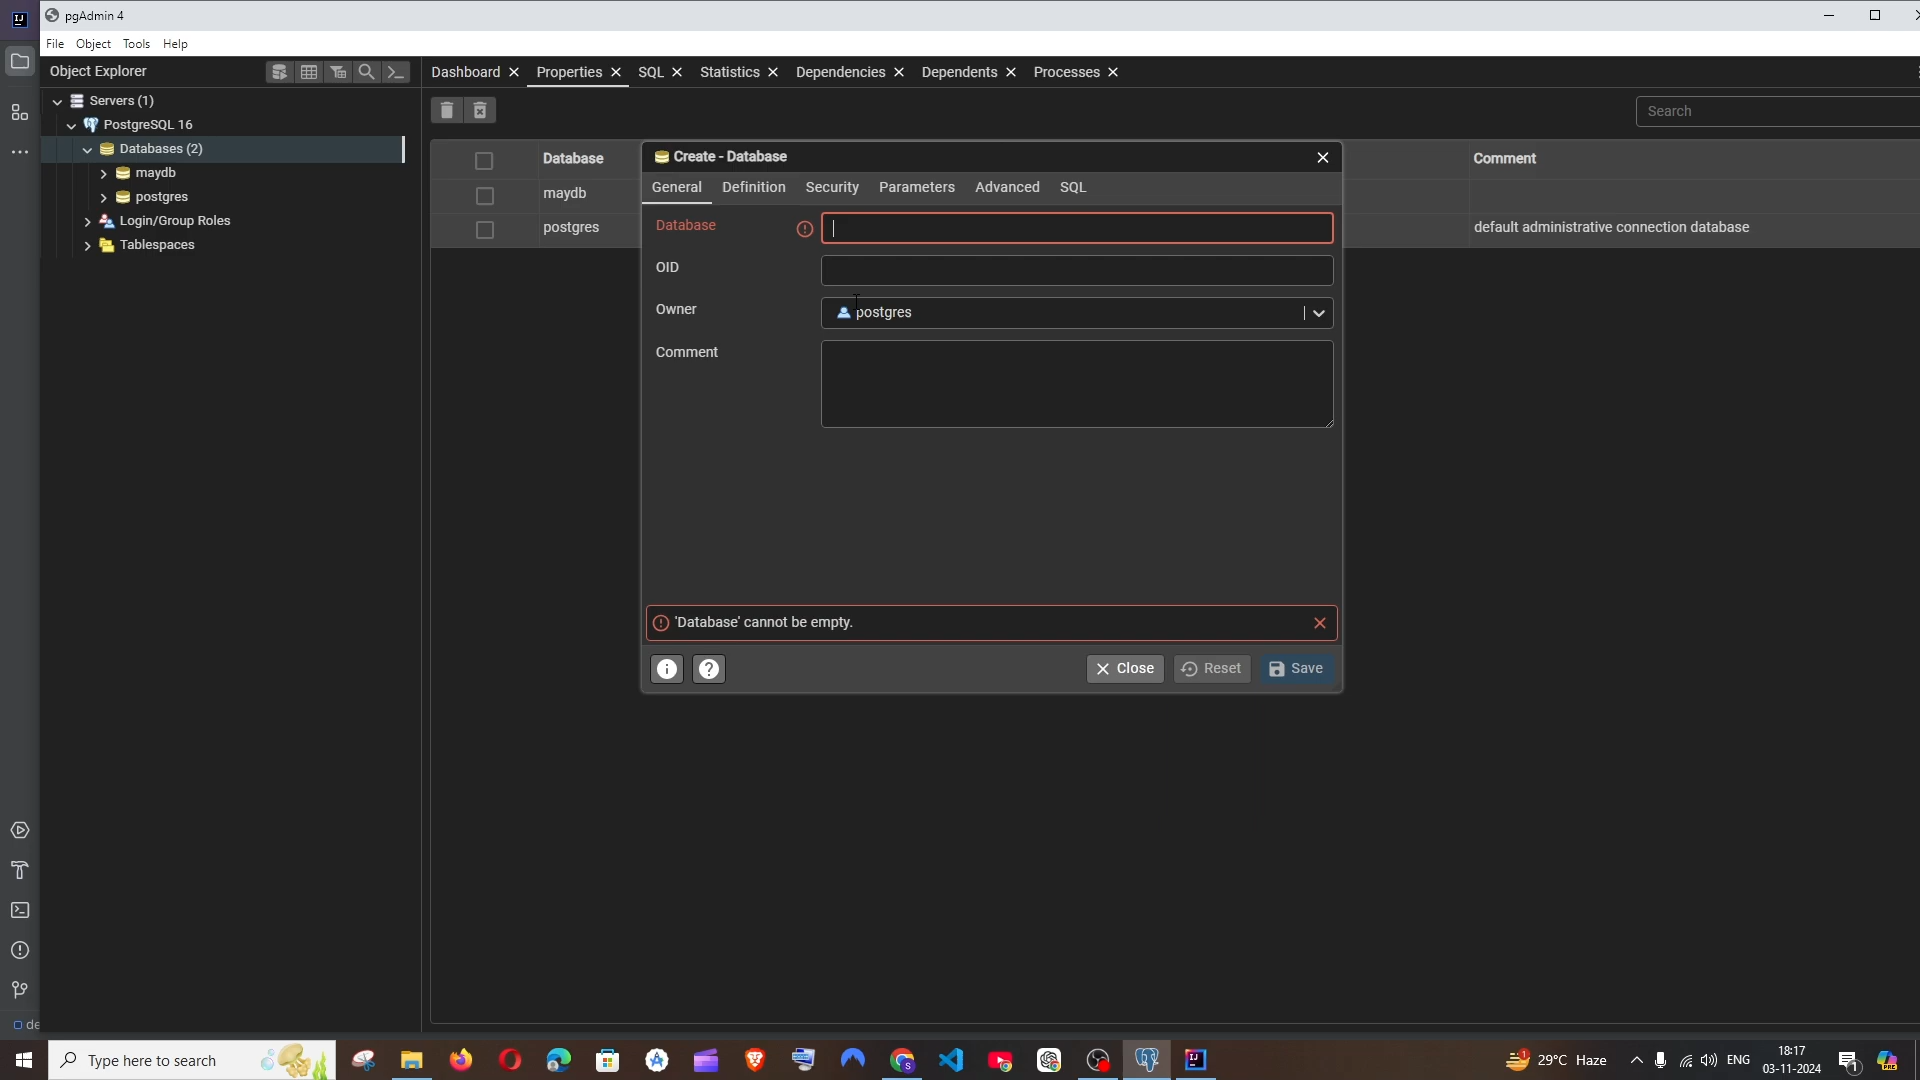 pgAdmin 4
File Object Tools Help
Object Explorer
Dashboard Properties SQL Statistics Dependencies Dependents Processes
Servers (1)
PostgreSQL 16
Databases (2)
maydb
postgres
Login/Group Roles
Tablespaces
Search
Database Comment
maydb
postgres default administrative connection database
Create - Database
General Definition Security Parameters Advanced SQL
Database
OID
Owner postgres
Comment
'Database' cannot be empty.
Close Reset Save
de
Type here to search
29°C Haze
ENG
18:17
03-11-2024